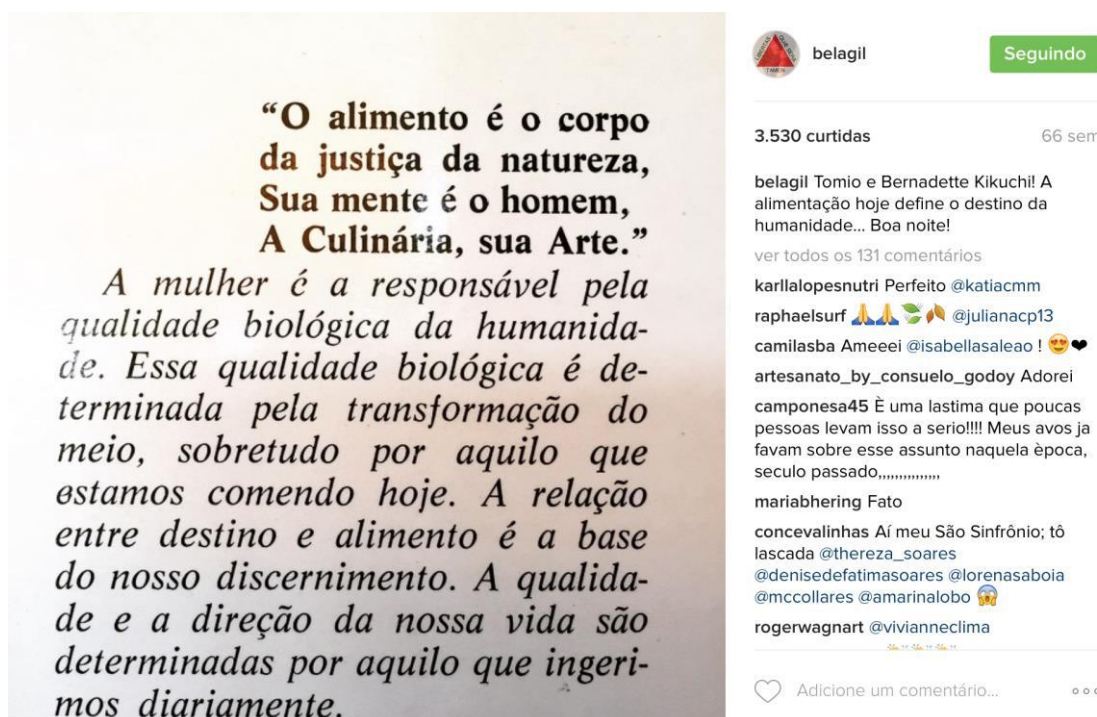 “O alimento é o corpo
da justiça da natureza,
Sua mente é o homem,
A Culinária, sua Arte.”
A mulher é a responsável pela
qualidade biológica da humanida-
de. Essa qualidade biológica é de-
terminada pela transformação do
meio, sobretudo por aquilo que
estamos comendo hoje. A relação
entre destino e alimento é a base
do nosso discernimento. A qualida-
de e a direção da nossa vida são
determinadas por aquilo que ingeri-
mos diariamente.
belagil
Seguindo
3.530 curtidas
66 sem
belagil Tomio e Bernadette Kikuchi! A
alimentação hoje define o destino da
humanidade... Boa noite!
ver todos os 131 comentários
karllalopesnutri Perfeito @katiacmm
raphaelsurf 🙏🙏🍃🍂 @julianacp13
camilasba Ameeei @isabellasaleao ! 😍❤
artesanato_by_consuelo_godoy Adorei
camponesa45 È uma lastima que poucas
pessoas levam isso a serio!!!! Meus avos ja
favam sobre esse assunto naquela època,
seculo passado,,,,,,,,,,,,,,,
mariabhering Fato
concevalinhas Aí meu São Sinfrônio; tô
lascada @thereza_soares
@denisedefatimasoares @lorenasaboia
@mccollares @amarinalobo 😱
rogerwagnart @vivianneclima
Adicione um comentário...